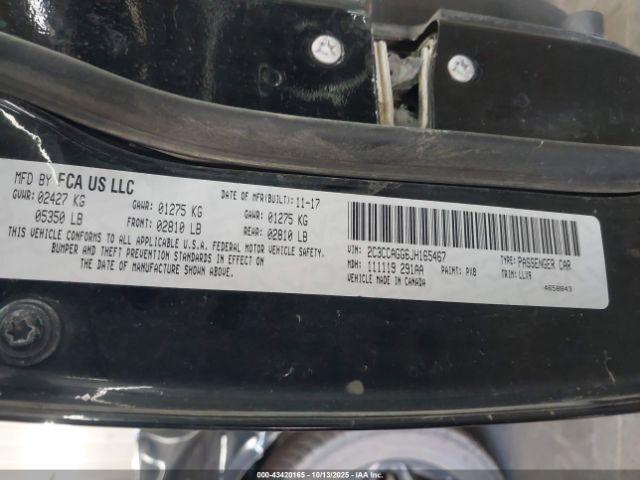 MFD BY FCA US LLC
DATE OF MFR(BUILT): 11-17
GVWR: 02427 KG GAWR: 01275 KG GAWR: 01275 KG
05350 LB FRONT: 02810 LB REAR: 02810 LB
THIS VEHICLE CONFORMS TO ALL APPLICABLE U.S.A. FEDERAL MOTOR VEHICLE SAFETY,
BUMPER AND THEFT PREVENTION STANDARDS IN EFFECT ON
THE DATE OF MANUFACTURE SHOWN ABOVE.
VIN: 2C3CCAGG6JH165467 TYPE: PASSENGER CAR
MDH: 111119 291AA PAINT: PX8 TRIM: LLX9
VEHICLE MADE IN CANADA
4658843
000-43420165 - 10/13/2025 - IAA Inc.